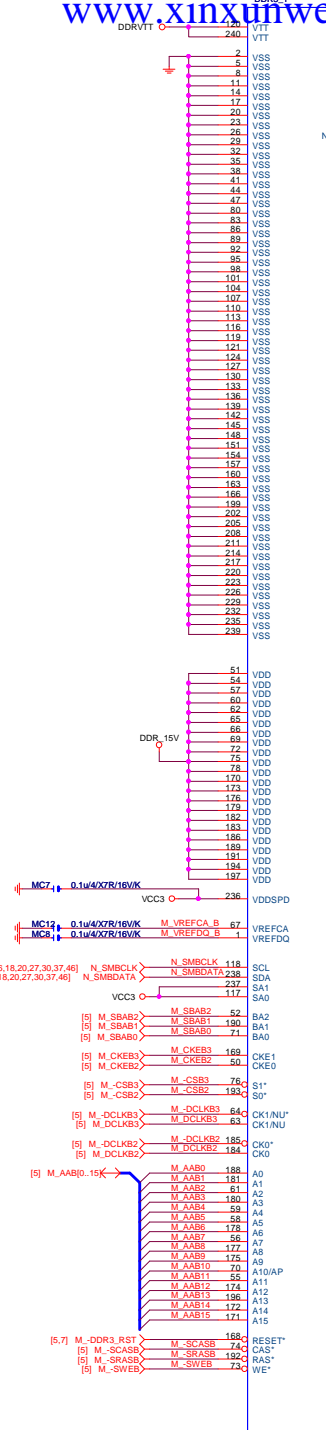 www.xinxunwe
DDRVTT 120 VTT
240 VTT
2 VSS
5 VSS
8 VSS
11 VSS
14 VSS
17 VSS
20 VSS
23 VSS
26 VSS
29 VSS
32 VSS
35 VSS
38 VSS
41 VSS
44 VSS
47 VSS
80 VSS
83 VSS
86 VSS
89 VSS
92 VSS
95 VSS
98 VSS
101 VSS
104 VSS
107 VSS
110 VSS
113 VSS
116 VSS
119 VSS
121 VSS
124 VSS
127 VSS
130 VSS
133 VSS
136 VSS
139 VSS
142 VSS
145 VSS
148 VSS
151 VSS
154 VSS
157 VSS
160 VSS
163 VSS
166 VSS
199 VSS
202 VSS
205 VSS
208 VSS
211 VSS
214 VSS
217 VSS
220 VSS
223 VSS
226 VSS
229 VSS
232 VSS
235 VSS
239 VSS
51 VDD
54 VDD
57 VDD
60 VDD
62 VDD
65 VDD
66 VDD
DDR_15V 69 VDD
72 VDD
75 VDD
78 VDD
170 VDD
173 VDD
176 VDD
179 VDD
182 VDD
183 VDD
186 VDD
189 VDD
191 VDD
194 VDD
197 VDD
MC7 0.1u/4/X7R/16V/K
VCC3 236 VDDSPD
MC12 0.1u/4/X7R/16V/K M_VREFCA_B 67 VREFCA
MC8 0.1u/4/X7R/16V/K M_VREFDQ_B 1 VREFDQ
,18,20,27,30,37,46] N_SMBCLK N_SMBCLK 118 SCL
18,20,27,30,37,46] N_SMBDATA N_SMBDATA 238 SDA
237 SA1
VCC3 117 SA0
[5] M_SBAB2 M_SBAB2 52 BA2
[5] M_SBAB1 M_SBAB1 190 BA1
[5] M_SBAB0 M_SBAB0 71 BA0
[5] M_CKEB3 M_CKEB3 169 CKE1
[5] M_CKEB2 M_CKEB2 50 CKE0
[5] M_-CSB3 M_-CSB3 76 S1*
[5] M_-CSB2 M_-CSB2 193 S0*
[5] M_-DCLKB3 M_-DCLKB3 64 CK1/NU*
[5] M_DCLKB3 M_DCLKB3 63 CK1/NU
[5] M_-DCLKB2 M_-DCLKB2 185 CK0*
[5] M_DCLKB2 M_DCLKB2 184 CK0
[5] M_AAB[0..15] M_AAB0 188 A0
M_AAB1 181 A1
M_AAB2 61 A2
M_AAB3 180 A3
M_AAB4 59 A4
M_AAB5 58 A5
M_AAB6 178 A6
M_AAB7 56 A7
M_AAB8 177 A8
M_AAB9 175 A9
M_AAB10 70 A10/AP
M_AAB11 55 A11
M_AAB12 174 A12
M_AAB13 196 A13
M_AAB14 172 A14
M_AAB15 171 A15
[5,7] M_-DDR3_RST 168 RESET*
[5] M_-SCASB M_-SCASB 74 CAS*
[5] M_-SRASB M_-SRASB 192 RAS*
[5] M_-SWEB M_-SWEB 73 WE*